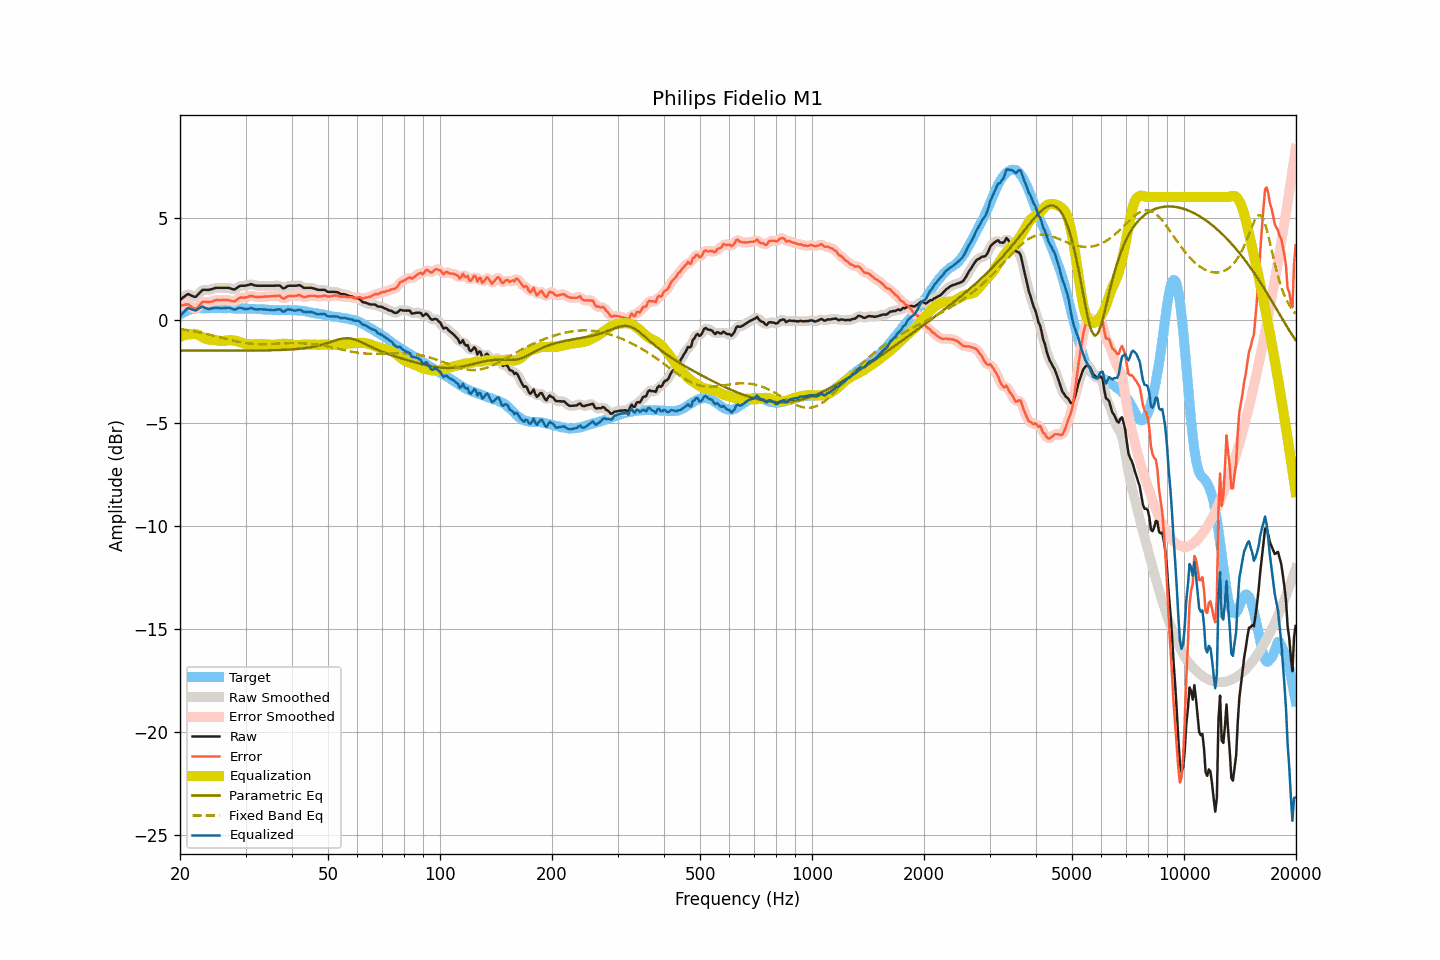 Philips Fidelio M1
Amplitude (dBr)
5
0
−5
−10
−15
−20
−25
Target
Raw Smoothed
Error Smoothed
Raw
Error
Equalization
Parametric Eq
Fixed Band Eq
Equalized
20 50 100 200 500 1000 2000 5000 10000 20000
Frequency (Hz)